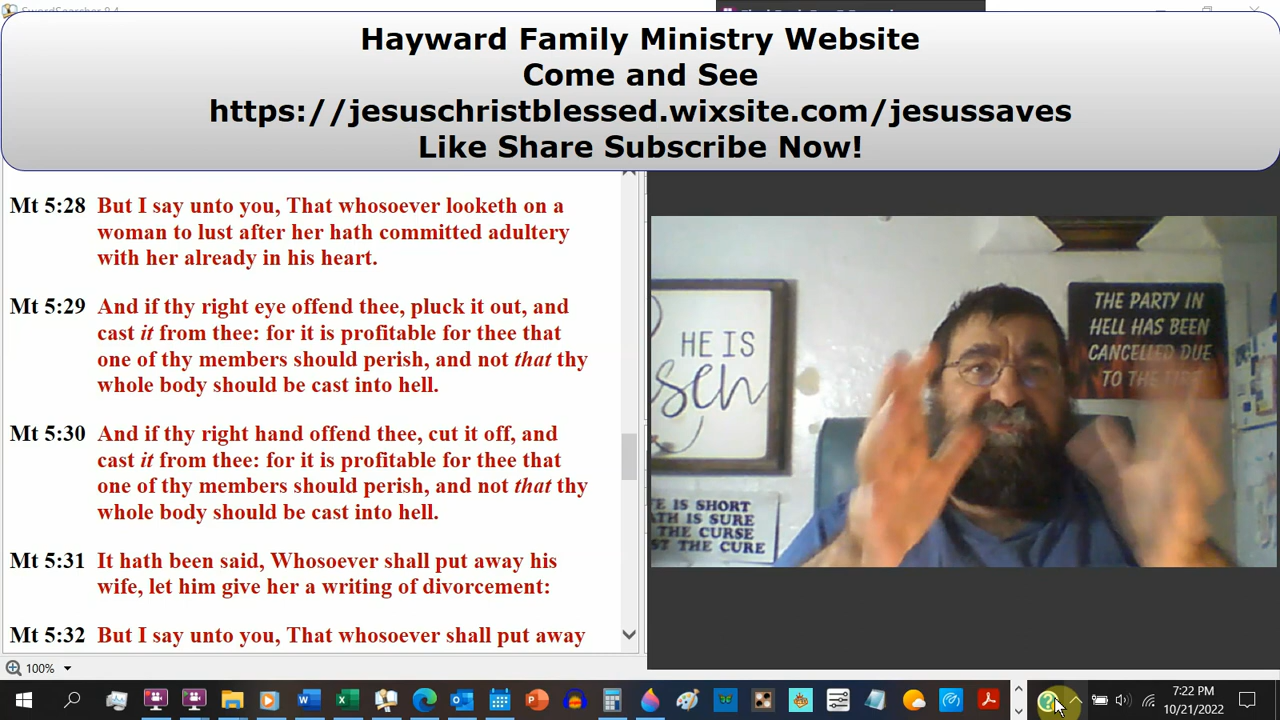 SwordSearcher 8.4
Hayward Family Ministry Website
Come and See
https://jesuschristblessed.wixsite.com/jesussaves
Like Share Subscribe Now!
Mt 5:28 But I say unto you, That whosoever looketh on a
woman to lust after her hath committed adultery
with her already in his heart.
Mt 5:29 And if thy right eye offend thee, pluck it out, and
cast it from thee: for it is profitable for thee that
one of thy members should perish, and not that thy
whole body should be cast into hell.
Mt 5:30 And if thy right hand offend thee, cut it off, and
cast it from thee: for it is profitable for thee that
one of thy members should perish, and not that thy
whole body should be cast into hell.
Mt 5:31 It hath been said, Whosoever shall put away his
wife, let him give her a writing of divorcement:
Mt 5:32 But I say unto you, That whosoever shall put away
100%
HE IS
THE PARTY IN
HELL HAS BEEN
CANCELLED DUE
TO THE
IS SHORT
IS SURE
THE CURSE
THE CURE
7:22 PM
10/21/2022